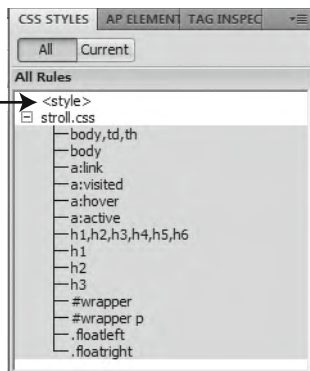 CSS STYLES AP ELEMENT TAG INSPEC
All Current
All Rules
<style>
stroll.css
body,td,th
body
a:link
a:visited
a:hover
a:active
h1,h2,h3,h4,h5,h6
h1
h2
h3
#wrapper
#wrapper p
.floatleft
.floatright